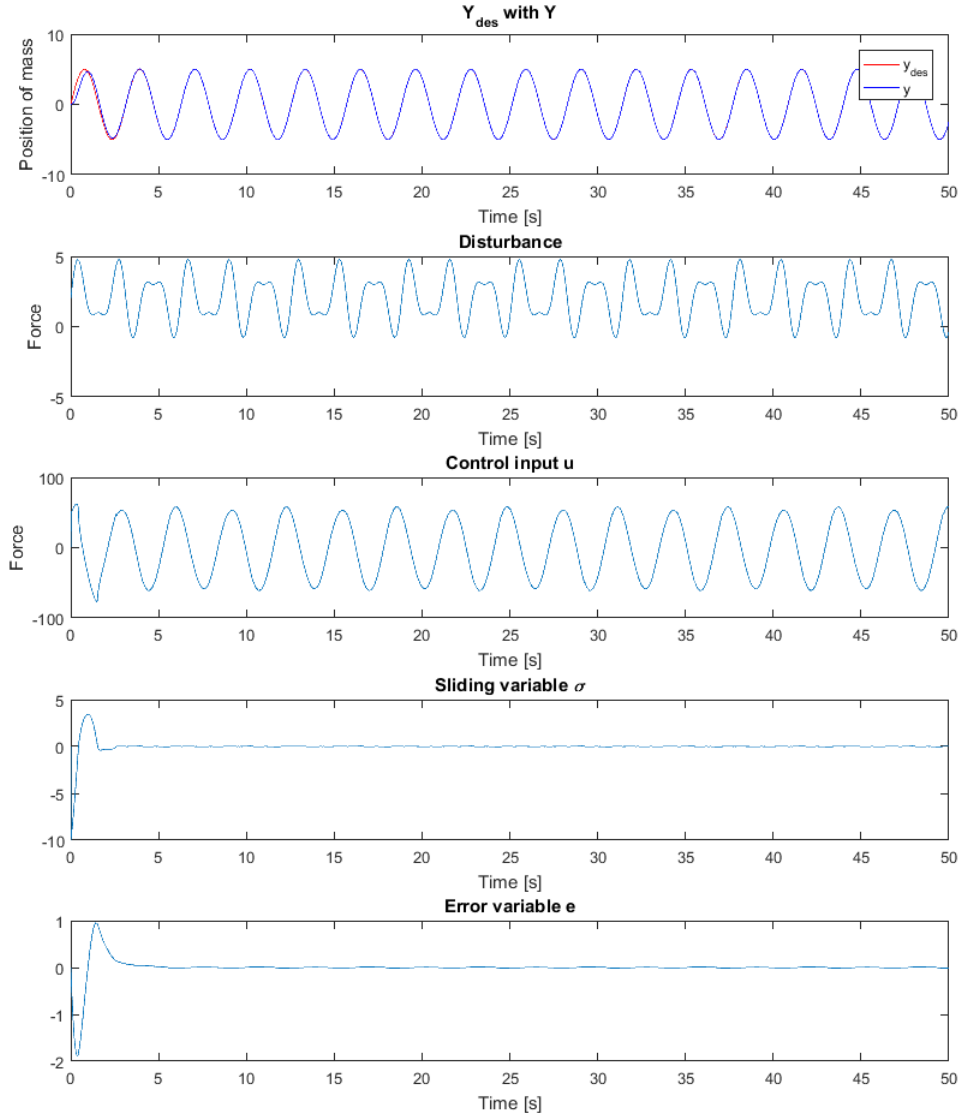 Y_des with Y
10
0
-10
Position of mass
y_des
y
0 5 10 15 20 25 30 35 40 45 50
Time [s]
Disturbance
5
0
-5
Force
0 5 10 15 20 25 30 35 40 45 50
Time [s]
Control input u
100
0
-100
Force
0 5 10 15 20 25 30 35 40 45 50
Time [s]
Sliding variable σ
5
0
-5
-10
0 5 10 15 20 25 30 35 40 45 50
Time [s]
Error variable e
1
0
-1
-2
0 5 10 15 20 25 30 35 40 45 50
Time [s]